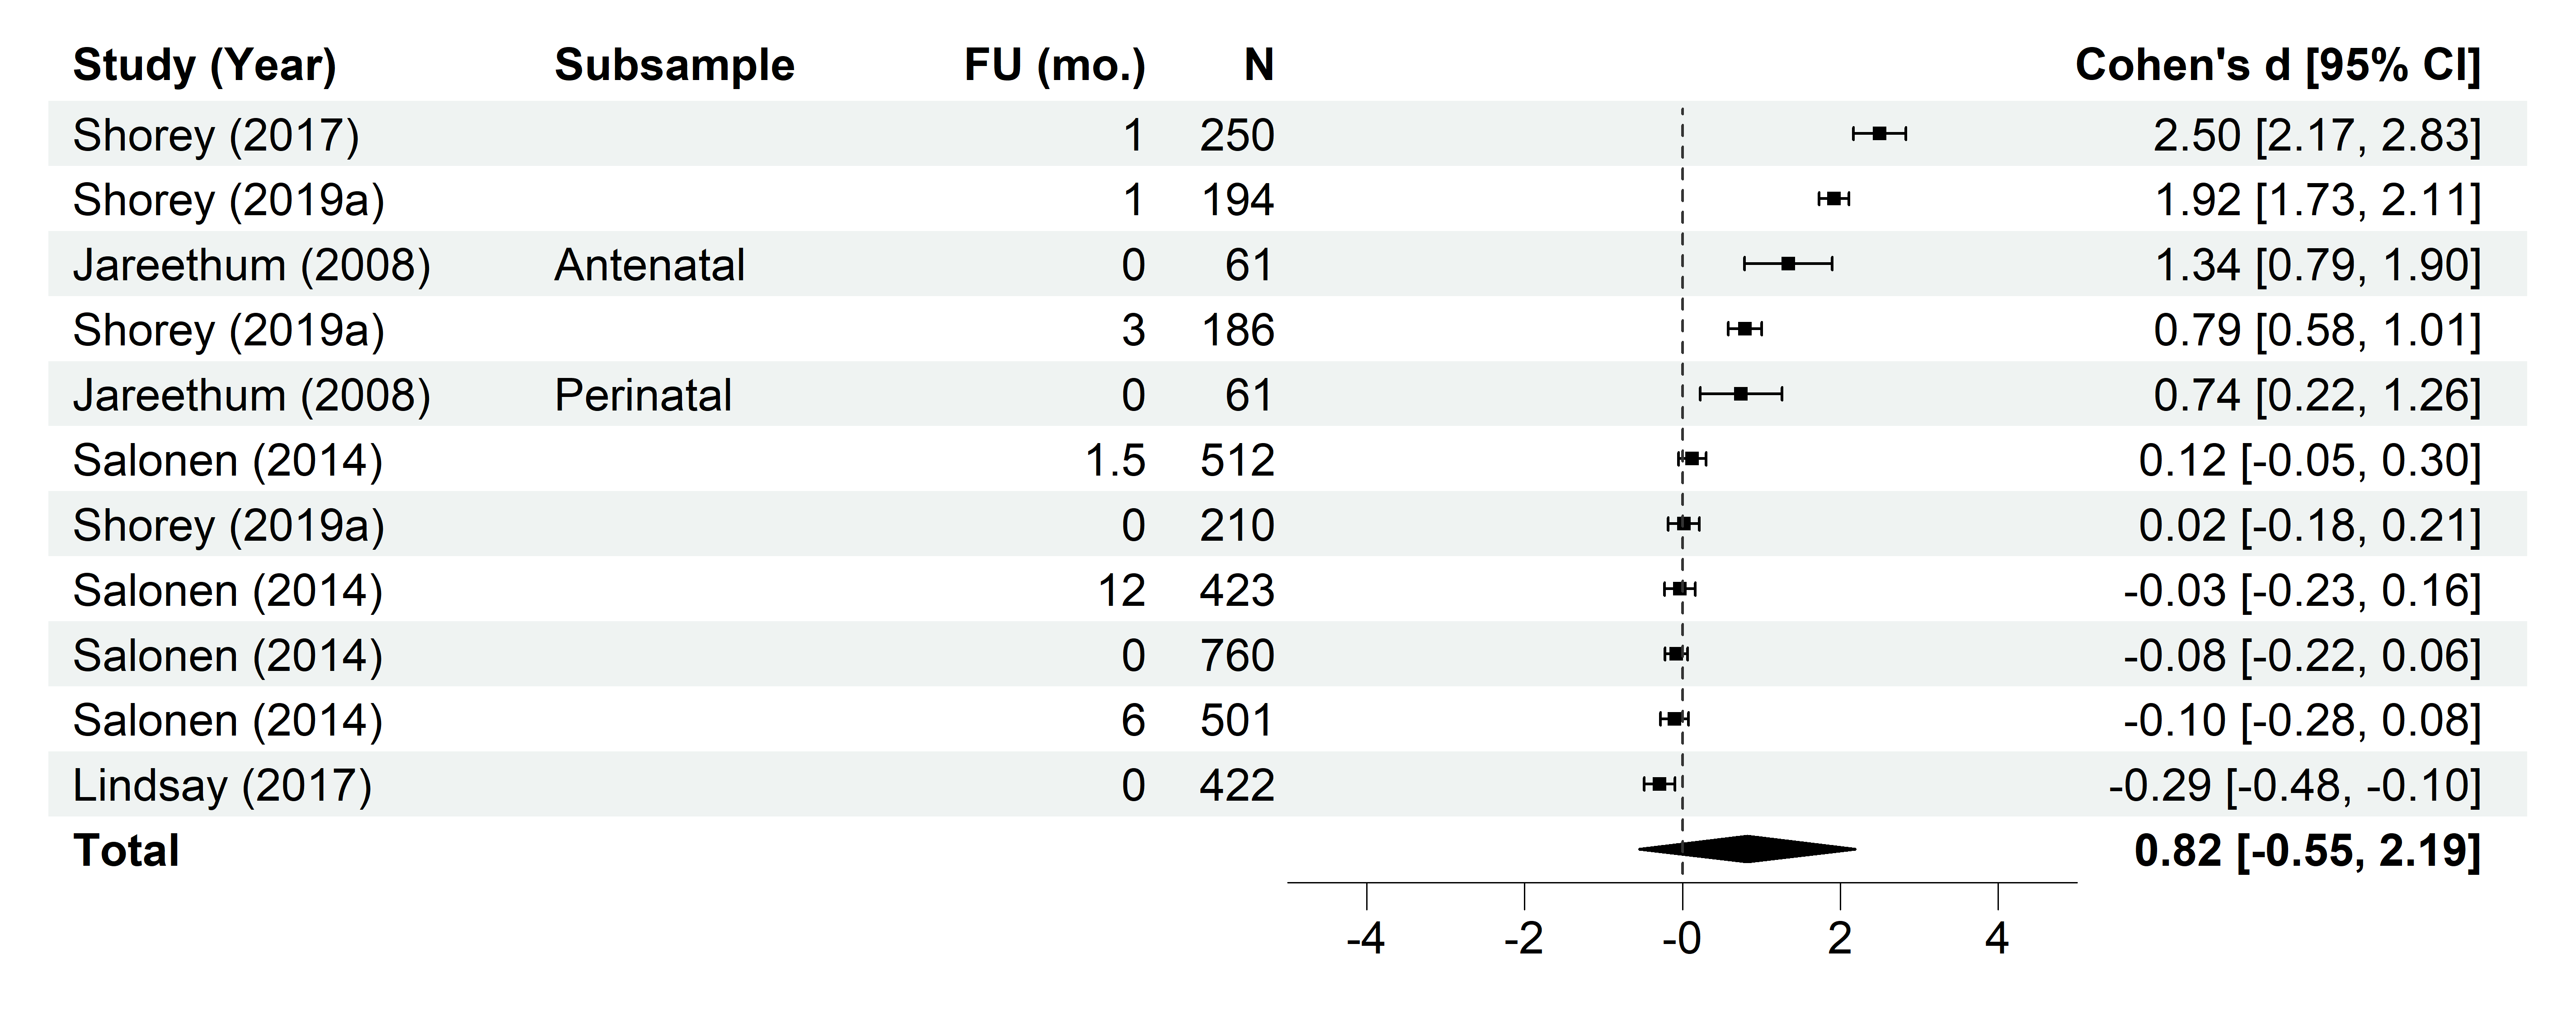 Study (Year) Subsample FU (mo.) N Cohen's d [95% CI]
Shorey (2017) 1 250 2.50 [2.17, 2.83]
Shorey (2019a) 1 194 1.92 [1.73, 2.11]
Jareethum (2008) Antenatal 0 61 1.34 [0.79, 1.90]
Shorey (2019a) 3 186 0.79 [0.58, 1.01]
Jareethum (2008) Perinatal 0 61 0.74 [0.22, 1.26]
Salonen (2014) 1.5 512 0.12 [-0.05, 0.30]
Shorey (2019a) 0 210 0.02 [-0.18, 0.21]
Salonen (2014) 12 423 -0.03 [-0.23, 0.16]
Salonen (2014) 0 760 -0.08 [-0.22, 0.06]
Salonen (2014) 6 501 -0.10 [-0.28, 0.08]
Lindsay (2017) 0 422 -0.29 [-0.48, -0.10]
Total 0.82 [-0.55, 2.19]
-4 -2 -0 2 4